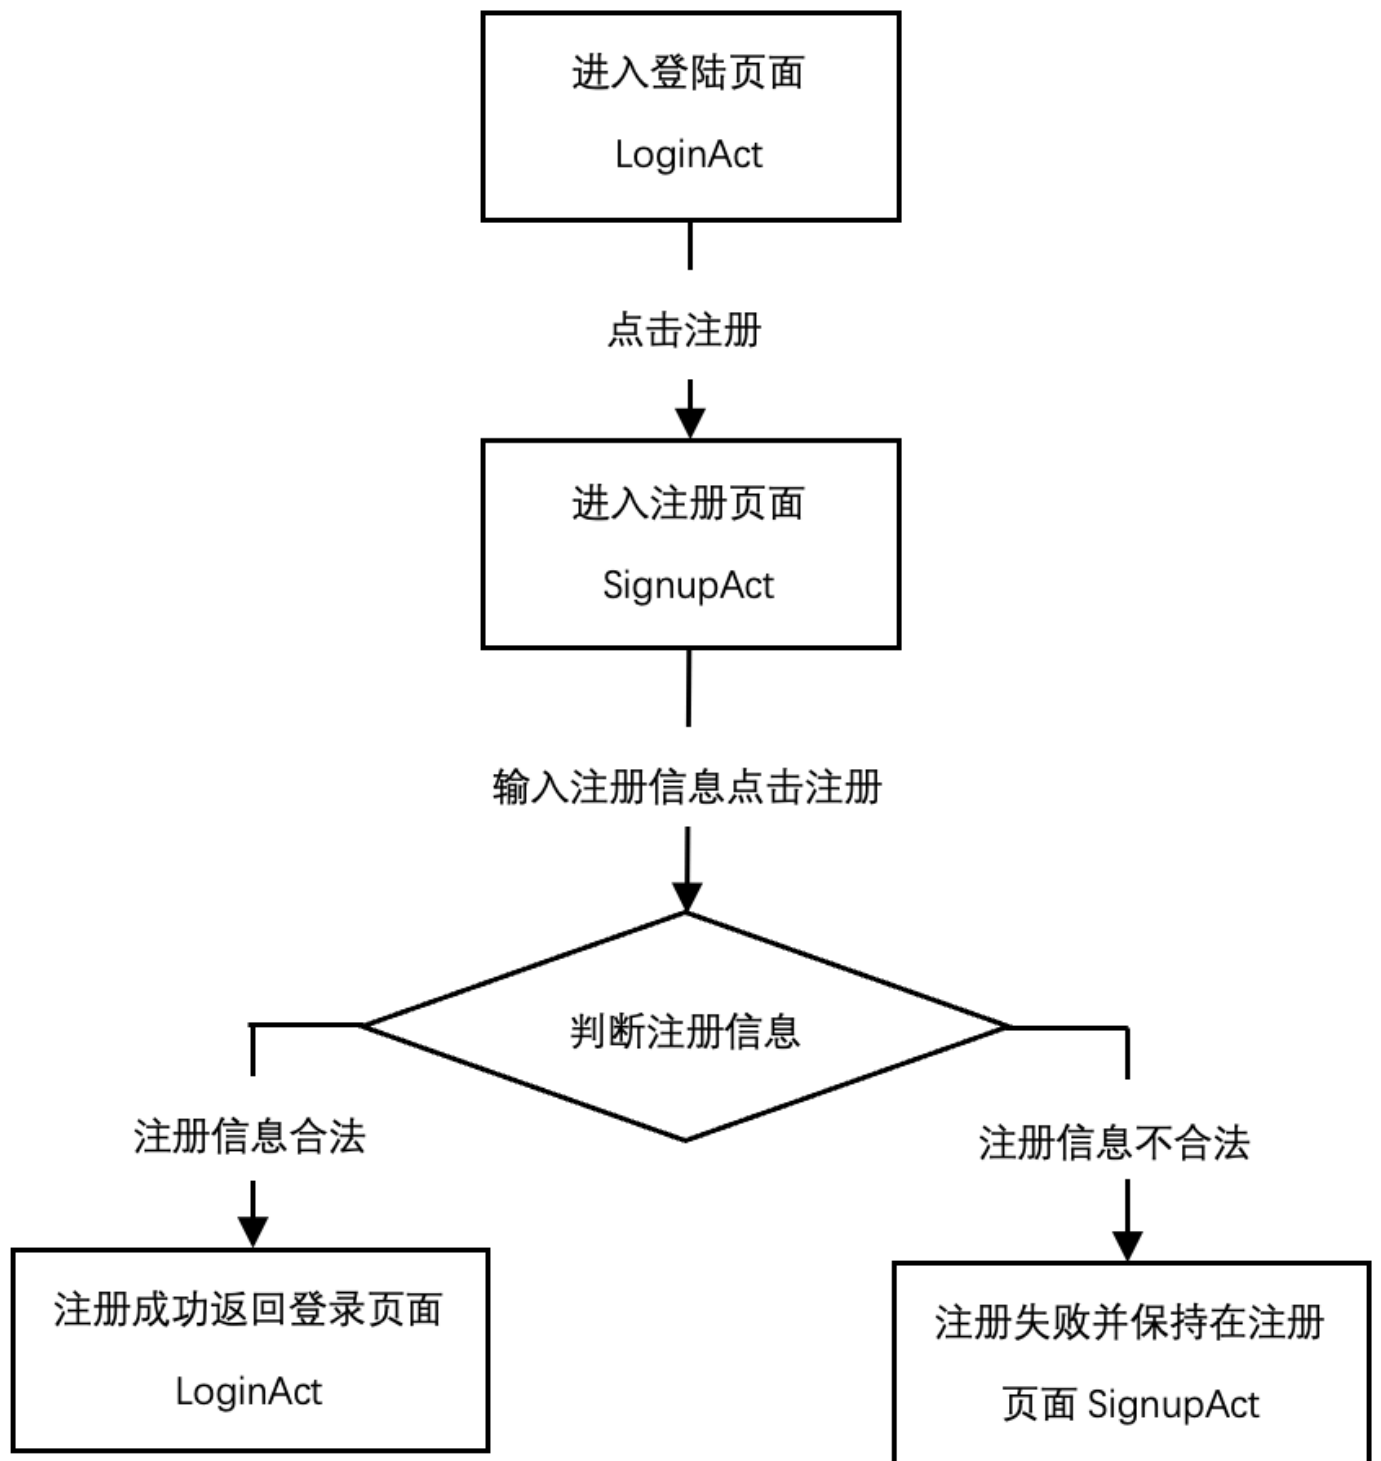 进入登陆页面
LoginAct
点击注册
进入注册页面
SignupAct
输入注册信息点击注册
判断注册信息
注册信息合法
注册信息不合法
注册成功返回登录页面
LoginAct
注册失败并保持在注册
页面 SignupAct